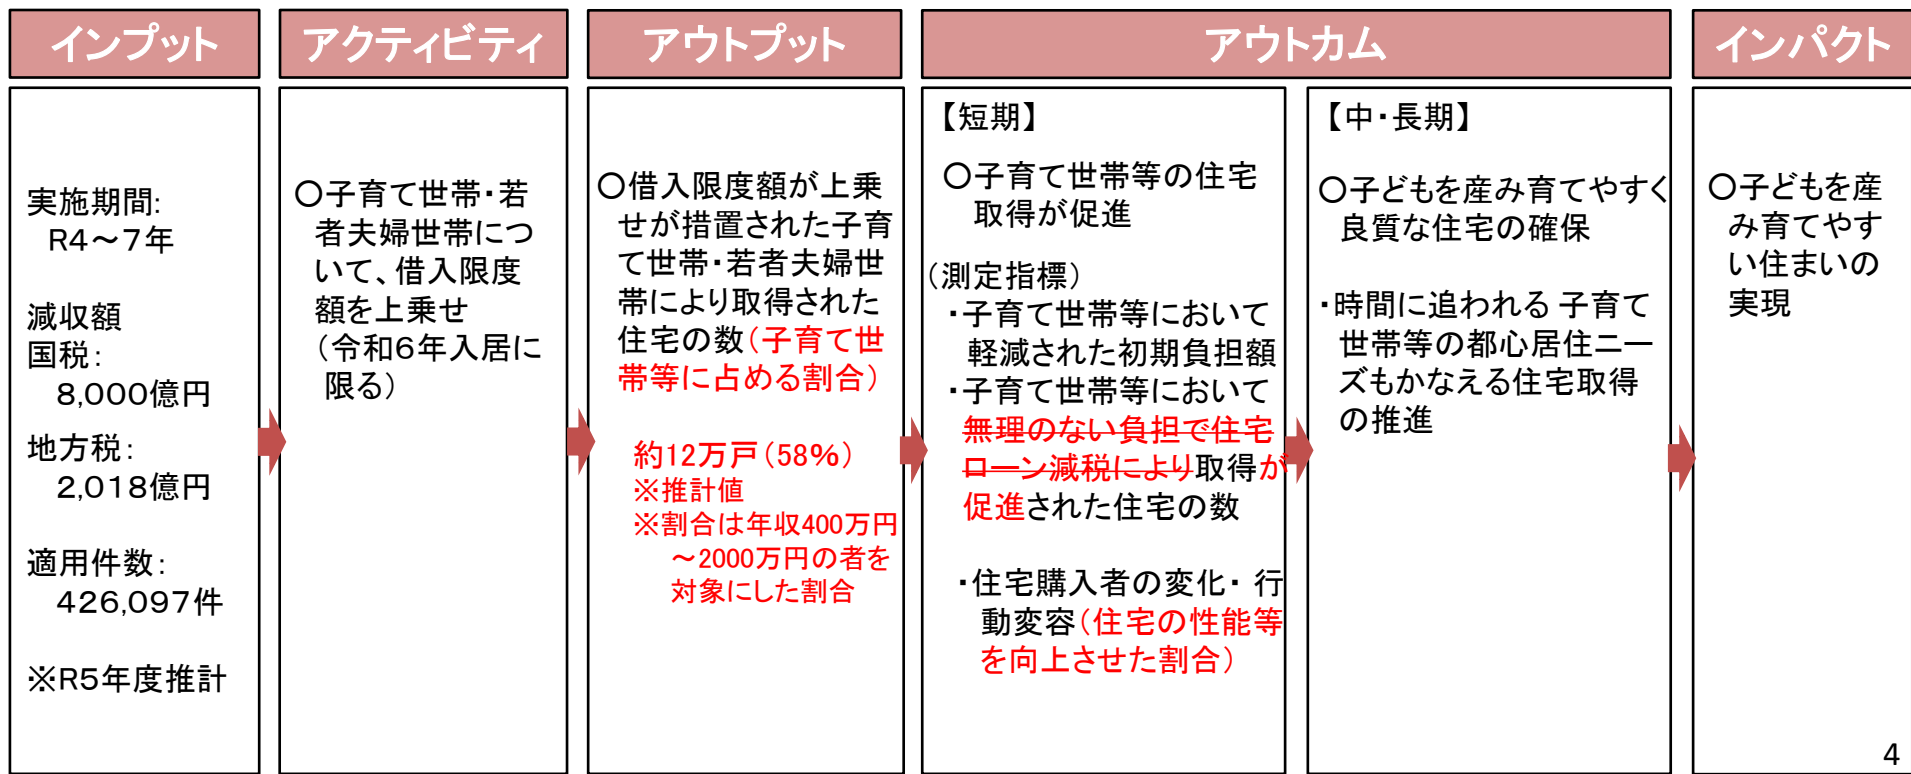 インプット
実施期間:
R4～7年
減収額
国税:
8,000億円
地方税:
2,018億円
適用件数:
426,097件
※R5年度推計
アクティビティ
○子育て世帯・若
者夫婦世帯につ
いて、借入限度
額を上乗せ
（令和6年入居に
限る）
アウトプット
○借入限度額が上乗
せが措置された子育
て世帯・若者夫婦世
帯により取得された
住宅の数（子育て世
帯等に占める割合）
約12万戸（58%）
※推計値
※割合は年収400万円
～2000万円の者を
対象にした割合
アウトカム
【短期】
○子育て世帯等の住宅
取得が促進
（測定指標）
・子育て世帯等において
軽減された初期負担額
・子育て世帯等において
無理のない負担で住宅
ローン減税により取得が
促進された住宅の数
・住宅購入者の変化・行
動変容（住宅の性能等
を向上させた割合）
【中・長期】
○子どもを産み育てやすく
良質な住宅の確保
・時間に追われる 子育て
世帯等の都心居住ニー
ズもかなえる住宅取得
の推進
インパクト
○子どもを産
み育てやす
い住まいの
実現
4